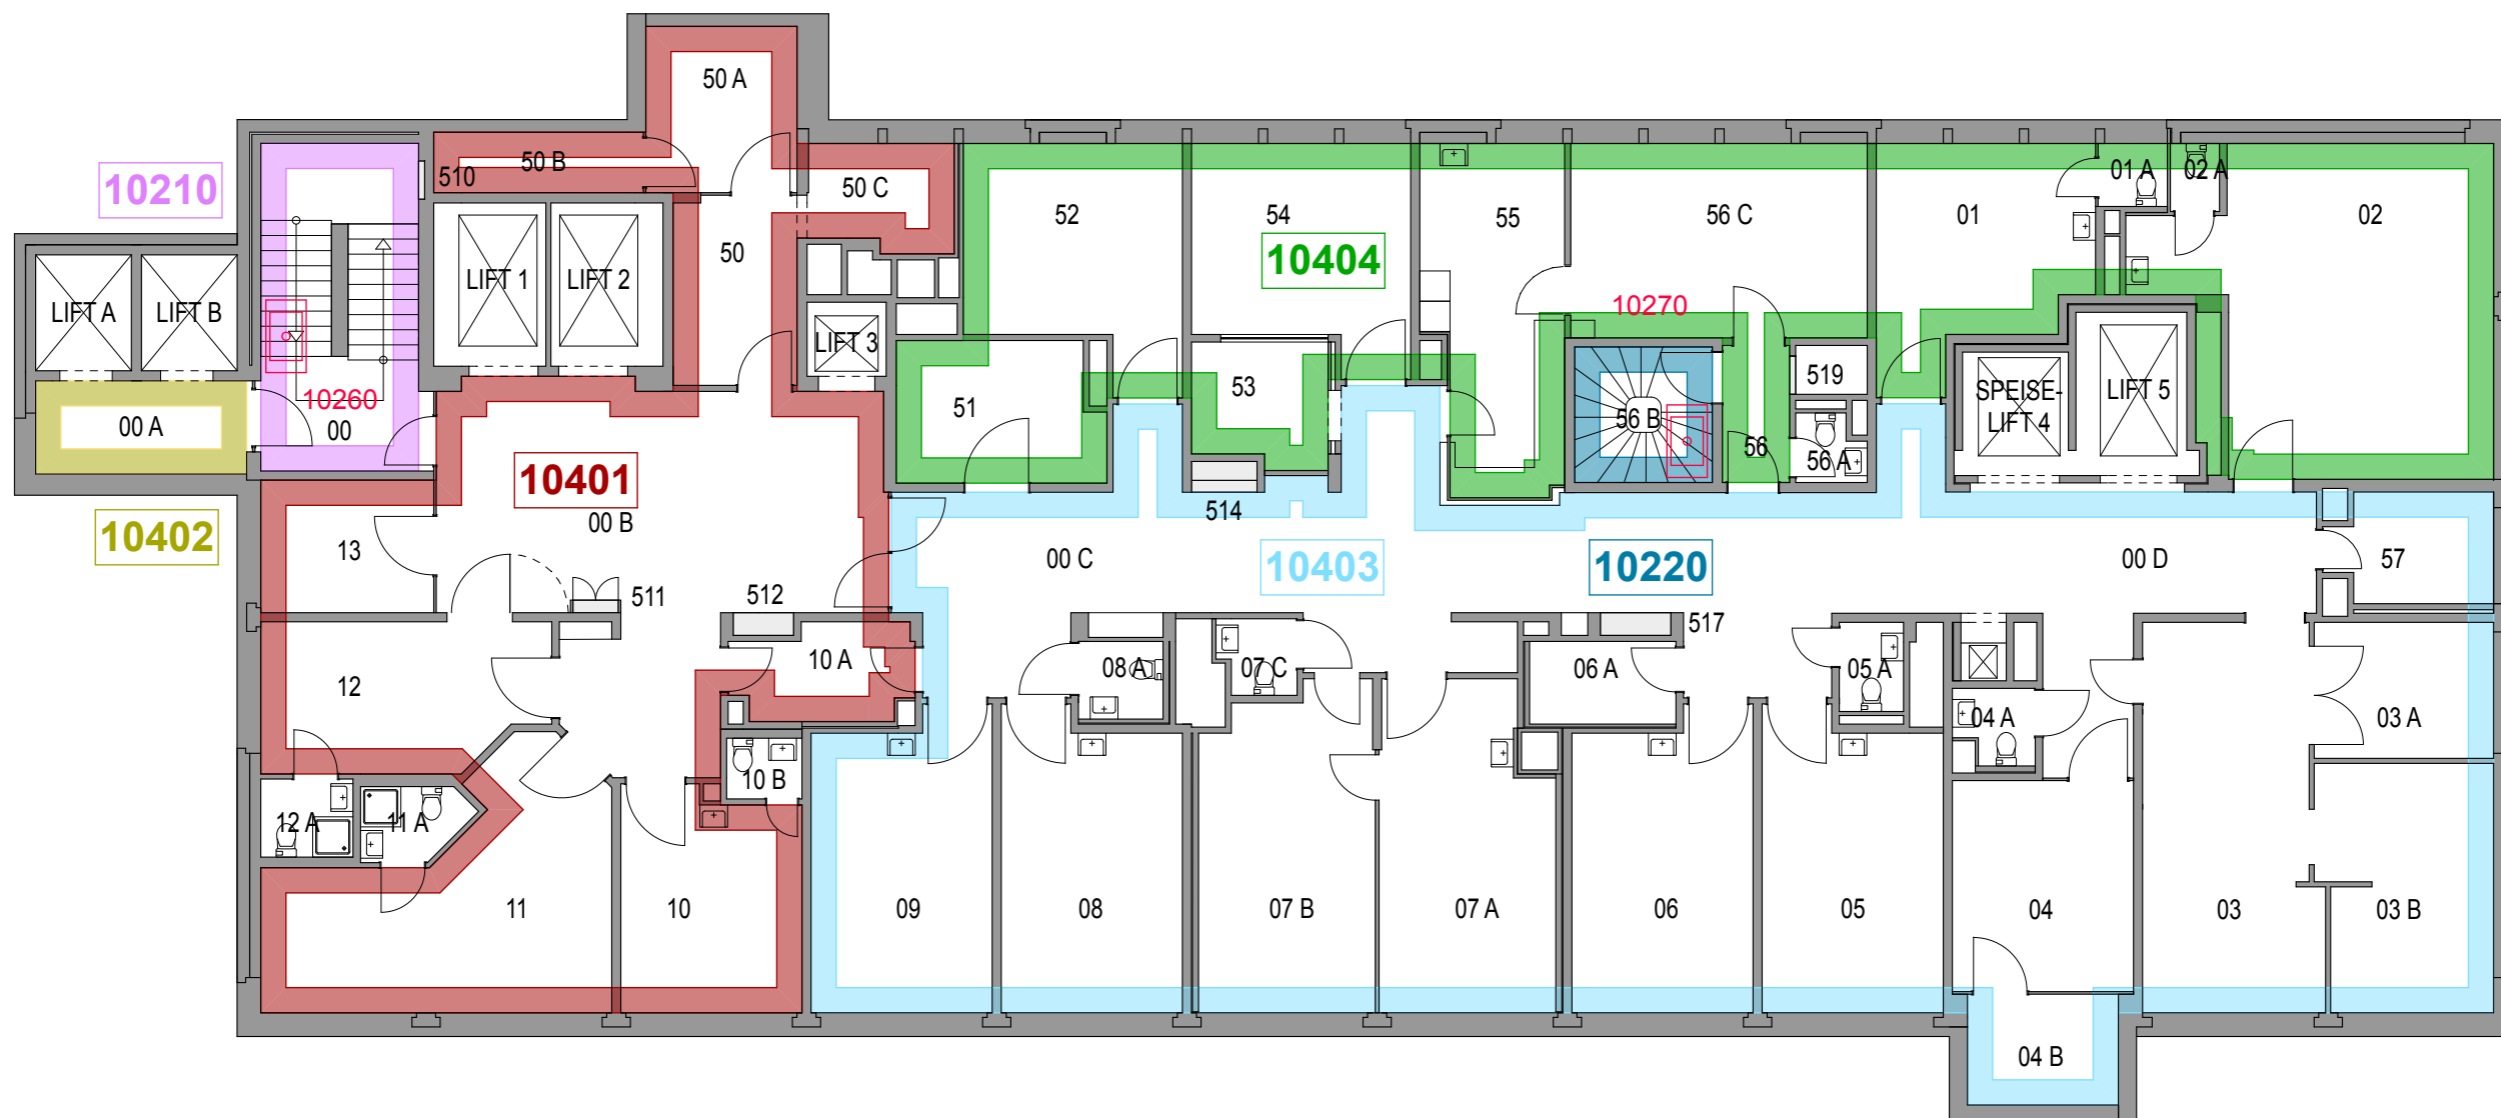 50 A
50 B
510
50 C
10210
52
54
55
56 C
01
01 A
02 A
02
50
10404
LIFT 1
LIFT 2
LIFT A
LIFT B
LIFT 3
10270
10260
00
00 A
51
53
519
56 B
56
56 A
SPEISE-
LIFT 4
LIFT 5
10401
10402
00 B
13
514
00 C
10403
10220
00 D
57
511
512
517
12
10 A
08 A
07 C
06 A
05 A
04 A
03 A
10 B
12 A
11 A
11
10
09
08
07 B
07 A
06
05
04
03
03 B
04 B